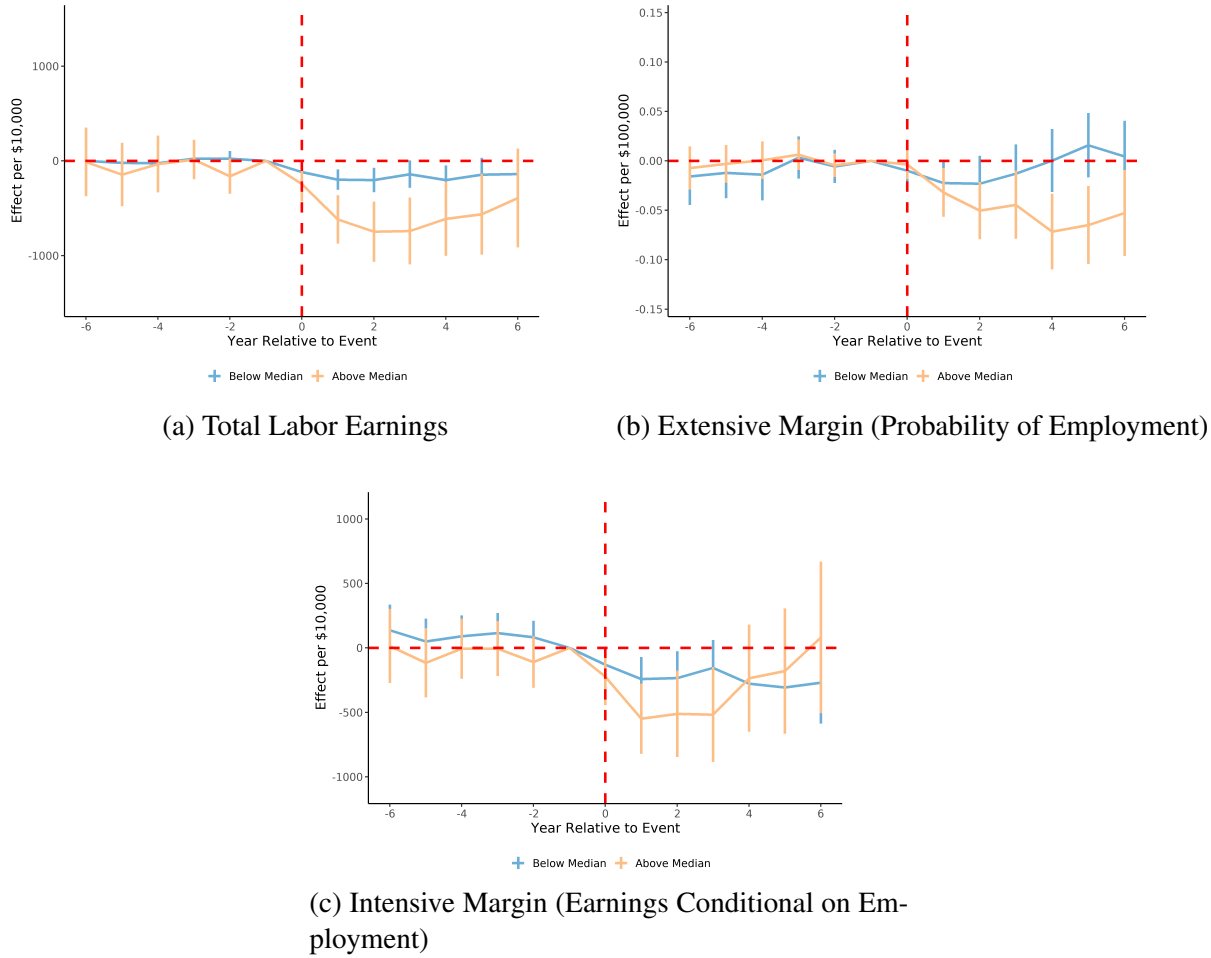 1000
0
-1000
Effect per $10,000
-6 -4 -2 0 2 4 6
Year Relative to Event
Below Median Above Median
(a) Total Labor Earnings
0.15
0.10
0.05
0.00
-0.05
-0.10
-0.15
Effect per $100,000
-6 -4 -2 0 2 4 6
Year Relative to Event
Below Median Above Median
(b) Extensive Margin (Probability of Employment)
1000
500
0
-500
-1000
Effect per $10,000
-6 -4 -2 0 2 4 6
Year Relative to Event
Below Median Above Median
(c) Intensive Margin (Earnings Conditional on Em-
ployment)